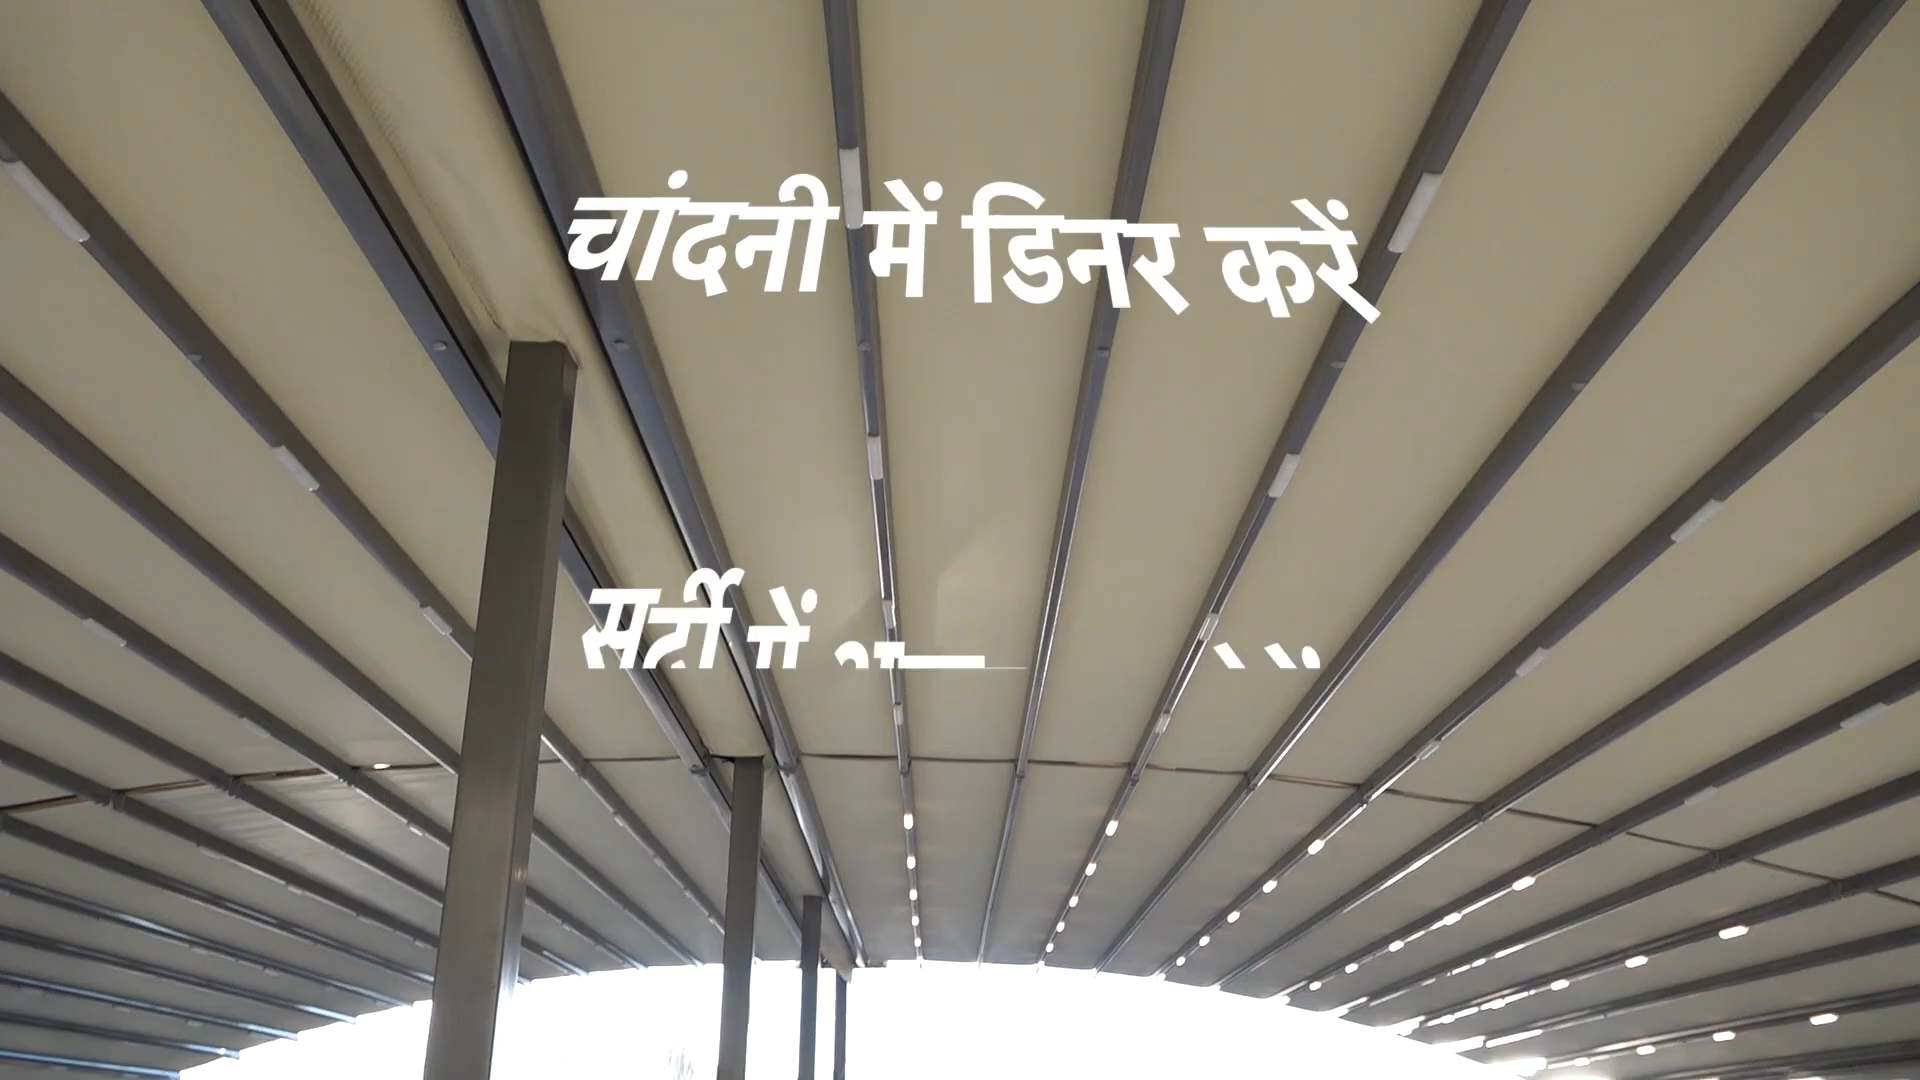 चांदनी में डिनर करें
सर्दी में